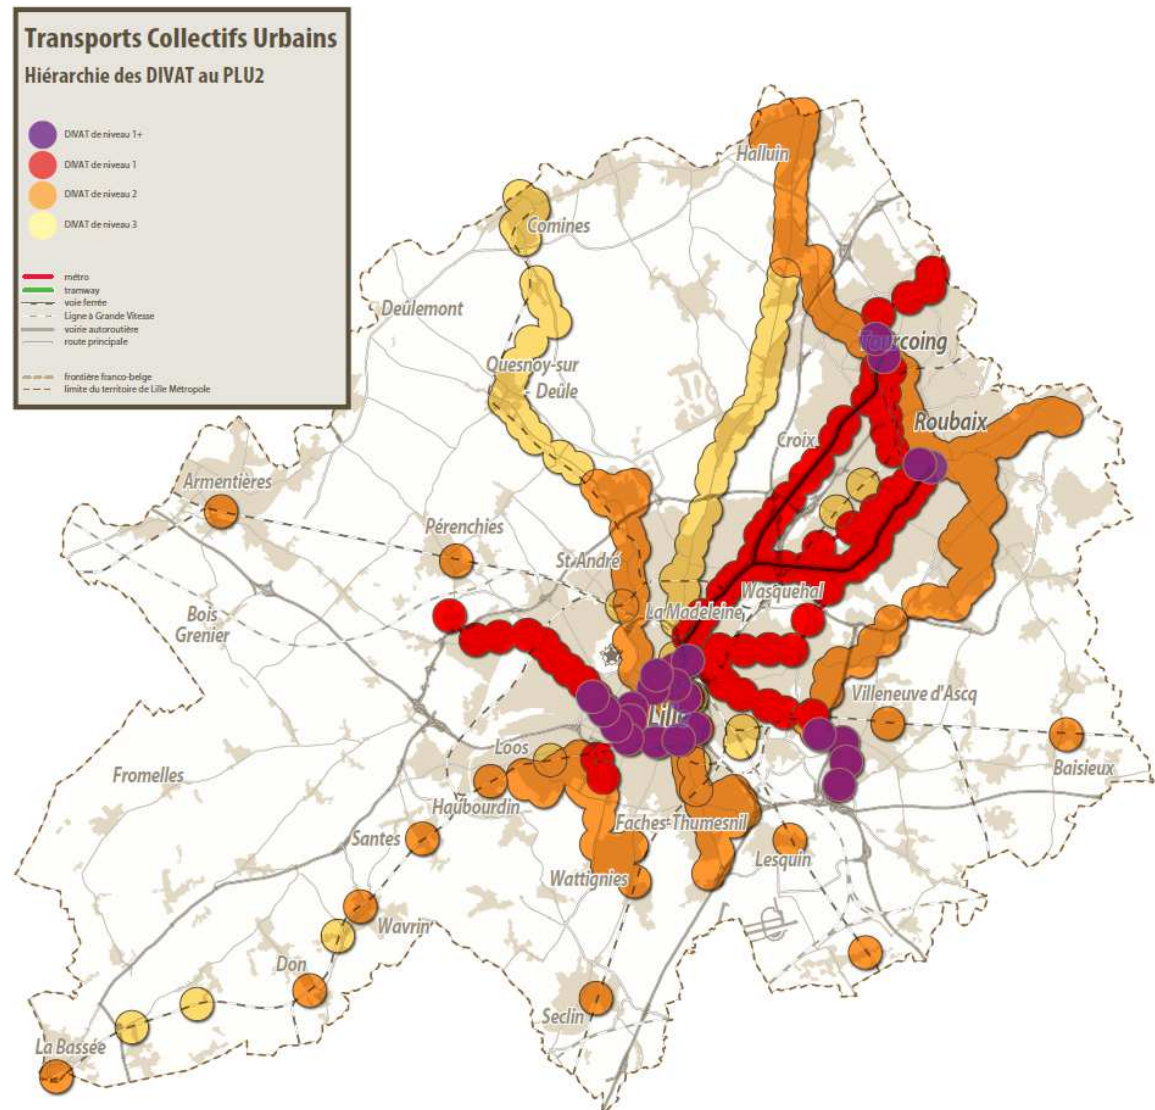 Transports Collectifs Urbains
Hiérarchie des DIVAT au PLU2
DIVAT de niveau 1+
DIVAT de niveau 1
DIVAT de niveau 2
DIVAT de niveau 3
métro
tramway
voie ferrée
Ligne à Grande Vitesse
voirie autoroutière
route principale
frontière franco-belge
limite du territoire de Lille Métropole
Halluin
Comines
Deûlemont
Tourcoing
Quesnoy-sur
- Deûle
Croix
Roubaix
Armentières
Pérenchies
St André
Wasquehal
La Madeleine
Bois
Grenier
Villeneuve d'Ascq
Lille
Loos
Baisieux
Fromelles
Haubourdin
Santes
Faches-Thumesnil
Lesquin
Wattignies
Wavrin
Don
Seclin
La Bassée